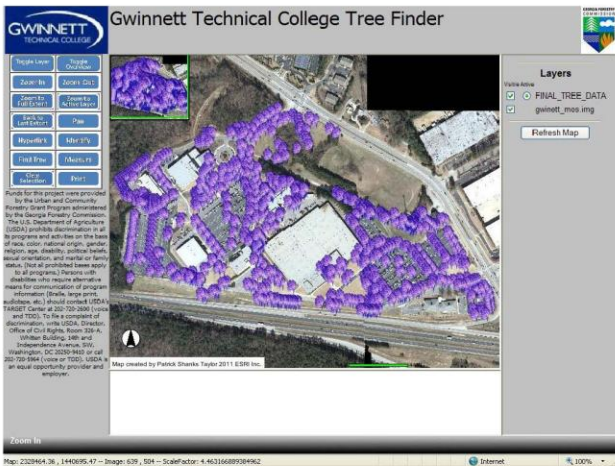 GWINNETT
TECHNICAL COLLEGE
Gwinnett Technical College Tree Finder
GEORGIA FORESTRY
COMMISSION
Toggle Layer
Toggle Overview
Zoom In
Zoom Out
Zoom to Full Extent
Zoom to Active Layer
Back to Last Extent
Pan
Hyperlink
Identify
Find Tree
Measure
Clear Selection
Print
Funds for this project were provided
by the Urban and Community
Forestry Grant Program administered
by the Georgia Forestry Commission.
The U.S. Department of Agriculture
(USDA) prohibits discrimination in all
its programs and activities on the basis
of race, color, national origin, gender,
religion, age, disability, political beliefs,
sexual orientation, and marital or family
status. (Not all prohibited bases apply
to all programs.) Persons with
disabilities who require alternative
means for communication of program
information (Braille, large print,
audiotape, etc.) should contact USDA's
TARGET Center at 202-720-2600 (voice
and TDD). To file a complaint of
discrimination, write USDA, Director,
Office of Civil Rights, Room 326-A,
Whitten Building, 14th and
Independence Avenue, SW,
Washington, DC 20250-9410 or call
202-720-5964 (voice or TDD). USDA is
an equal opportunity provider and
employer.
Map created by Patrick Shanks Taylor 2011 ESRI Inc.
Layers
Visible Active
FINAL_TREE_DATA
gwinett_mos.img
Refresh Map
Zoom In
Map: 2328464.36 , 1440695.47 -- Image: 639 , 504 -- ScaleFactor: 4.463166889304962
Internet
100%